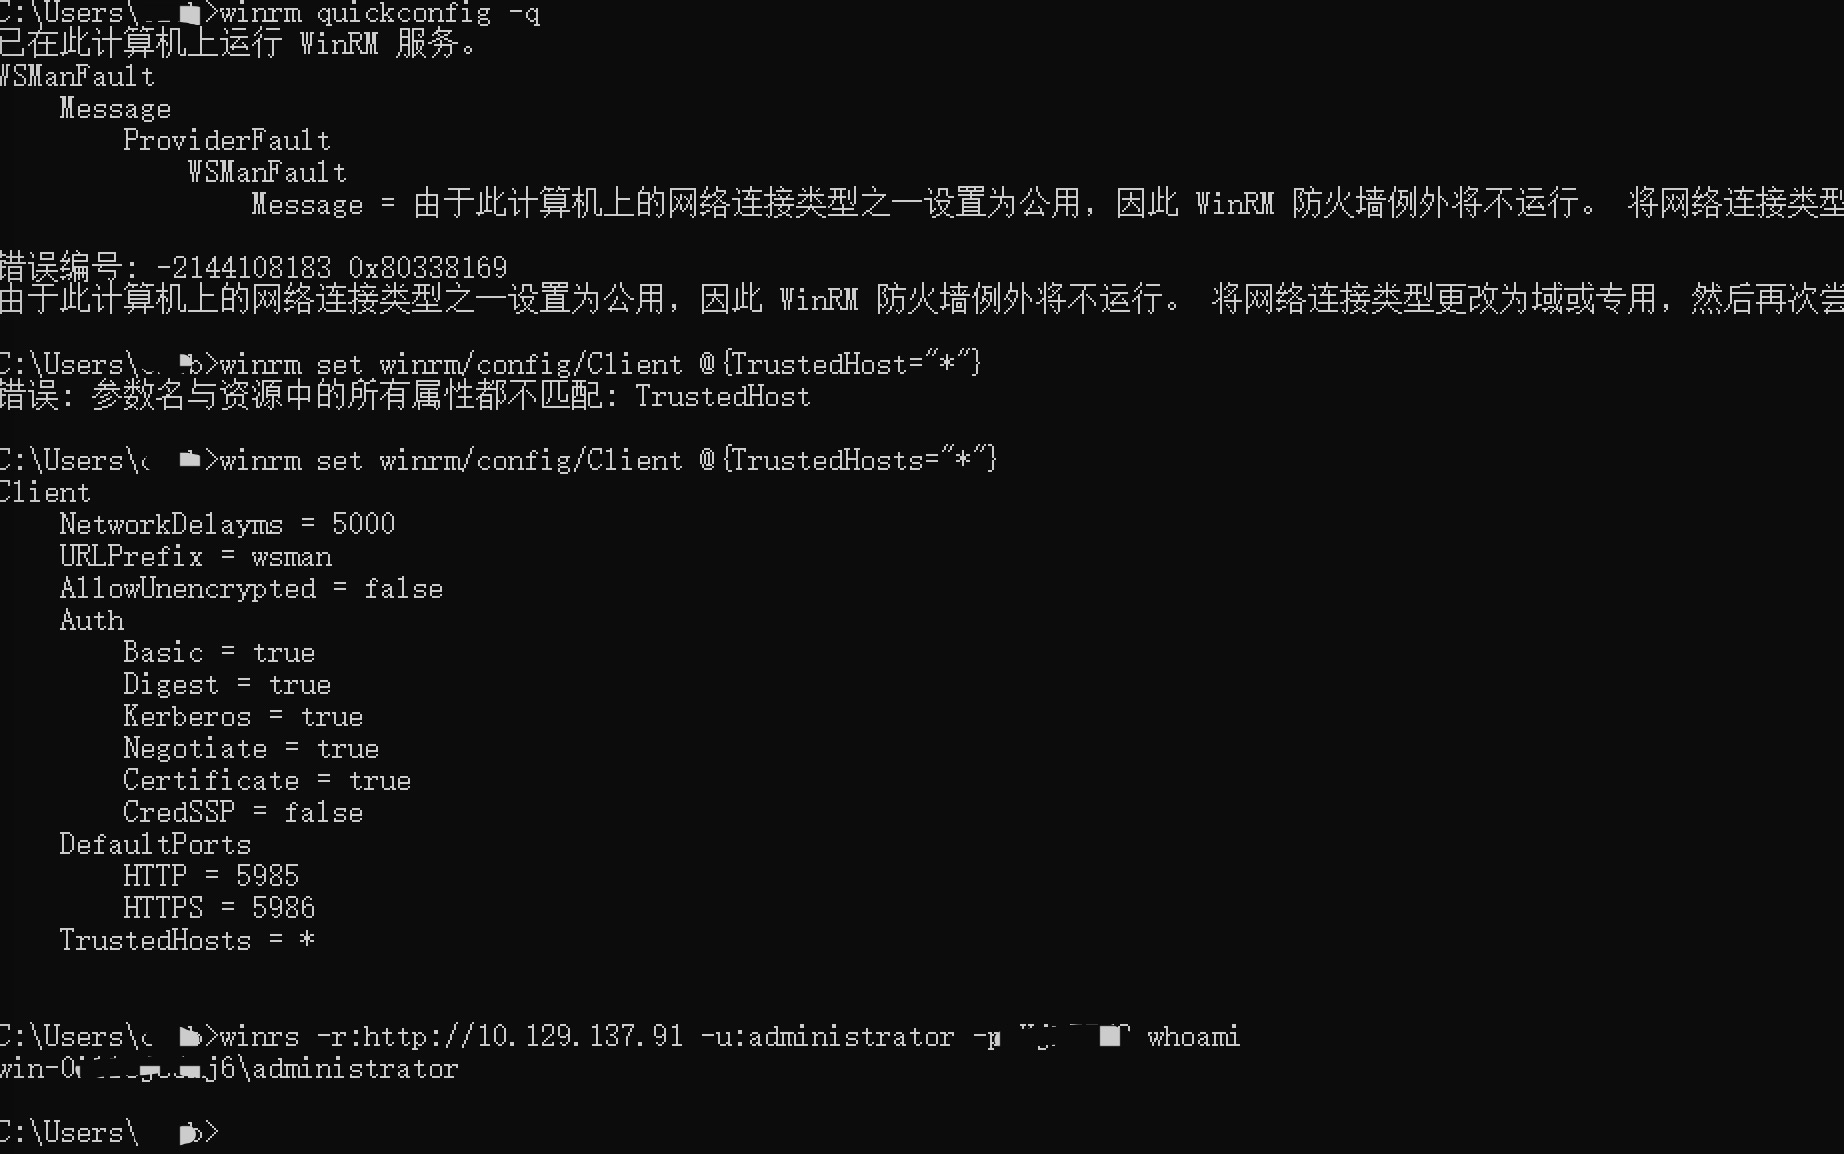 C:\Users\ >winrm quickconfig -q
已在此计算机上运行 WinRM 服务。
WSManFault
Message
ProviderFault
WSManFault
Message = 由于此计算机上的网络连接类型之一设置为公用，因此 WinRM 防火墙例外将不运行。 将网络连接类型
错误编号: -2144108183 0x80338169
由于此计算机上的网络连接类型之一设置为公用，因此 WinRM 防火墙例外将不运行。 将网络连接类型更改为域或专用，然后再次尝
C:\Users\ >winrm set winrm/config/Client @{TrustedHost="*"}
错误: 参数名与资源中的所有属性都不匹配: TrustedHost
C:\Users\ >winrm set winrm/config/Client @{TrustedHosts="*"}
Client
NetworkDelayms = 5000
URLPrefix = wsman
AllowUnencrypted = false
Auth
Basic = true
Digest = true
Kerberos = true
Negotiate = true
Certificate = true
CredSSP = false
DefaultPorts
HTTP = 5985
HTTPS = 5986
TrustedHosts = *
C:\Users\ >winrs -r:http://10.129.137.91 -u:administrator -p whoami
j6\administrator
C:\Users\ >